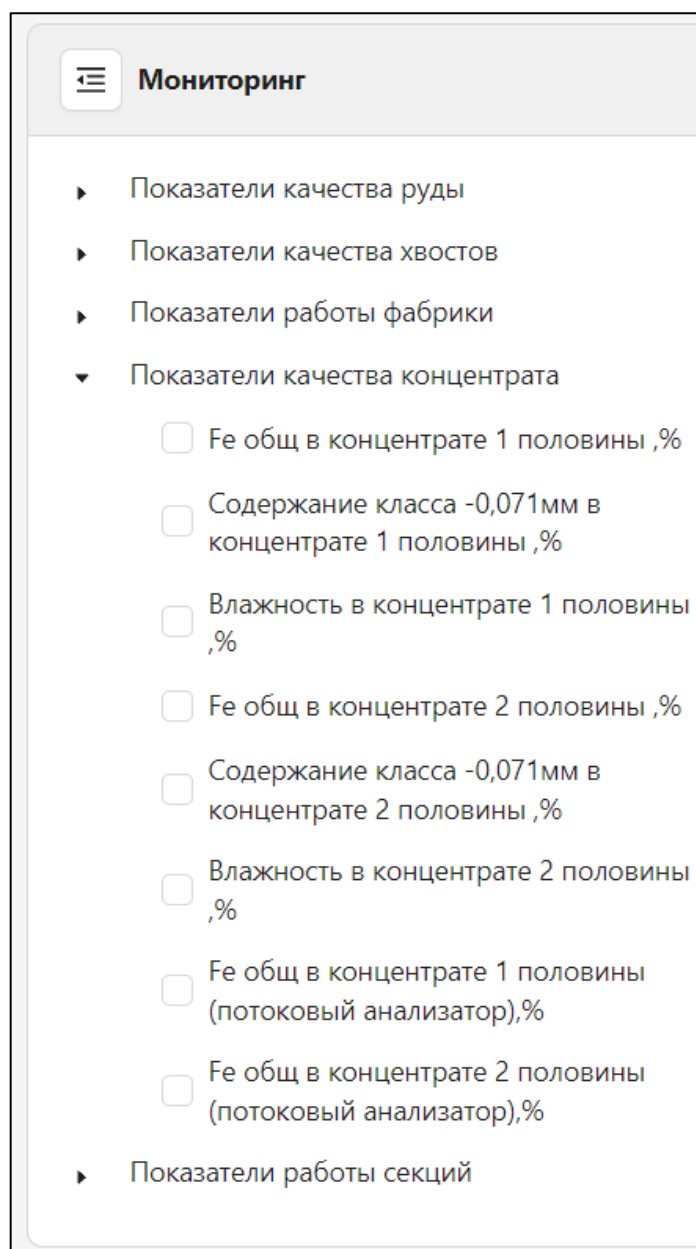 Мониторинг
Показатели качества руды
Показатели качества хвостов
Показатели работы фабрики
Показатели качества концентрата
Fe общ в концентрате 1 половины ,%
Содержание класса -0,071мм в
концентрате 1 половины ,%
Влажность в концентрате 1 половины
,%
Fe общ в концентрате 2 половины ,%
Содержание класса -0,071мм в
концентрате 2 половины ,%
Влажность в концентрате 2 половины
,%
Fe общ в концентрате 1 половины
(потоковый анализатор),%
Fe общ в концентрате 2 половины
(потоковый анализатор),%
Показатели работы секций